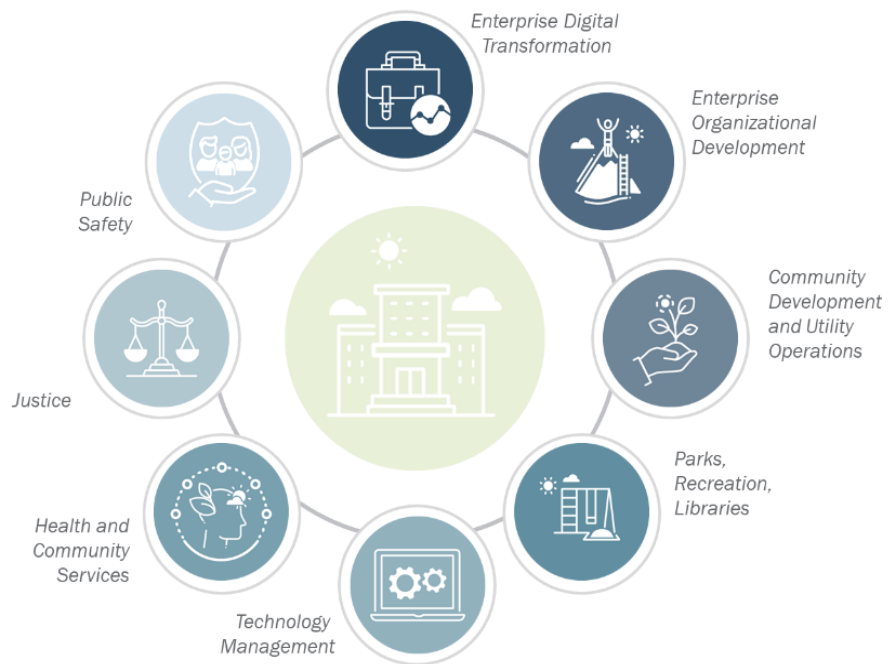 Enterprise Digital
Transformation
Enterprise
Organizational
Development
Community
Development
and Utility
Operations
Parks,
Recreation,
Libraries
Technology
Management
Health and
Community
Services
Justice
Public
Safety